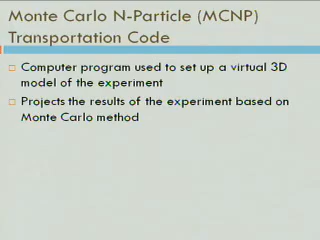 Monte Carlo N-Particle (MCNP)
Transportation Code
Computer program used to set up a virtual 3D
model of the experiment
Projects the results of the experiment based on
Monte Carlo method